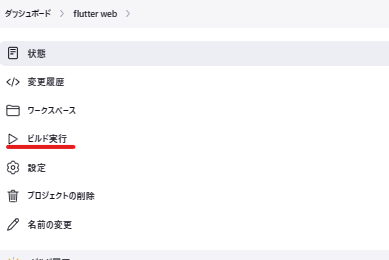 ダッシュボード > flutter web >
状態
変更履歴
ワークスペース
ビルド実行
設定
プロジェクトの削除
名前の変更